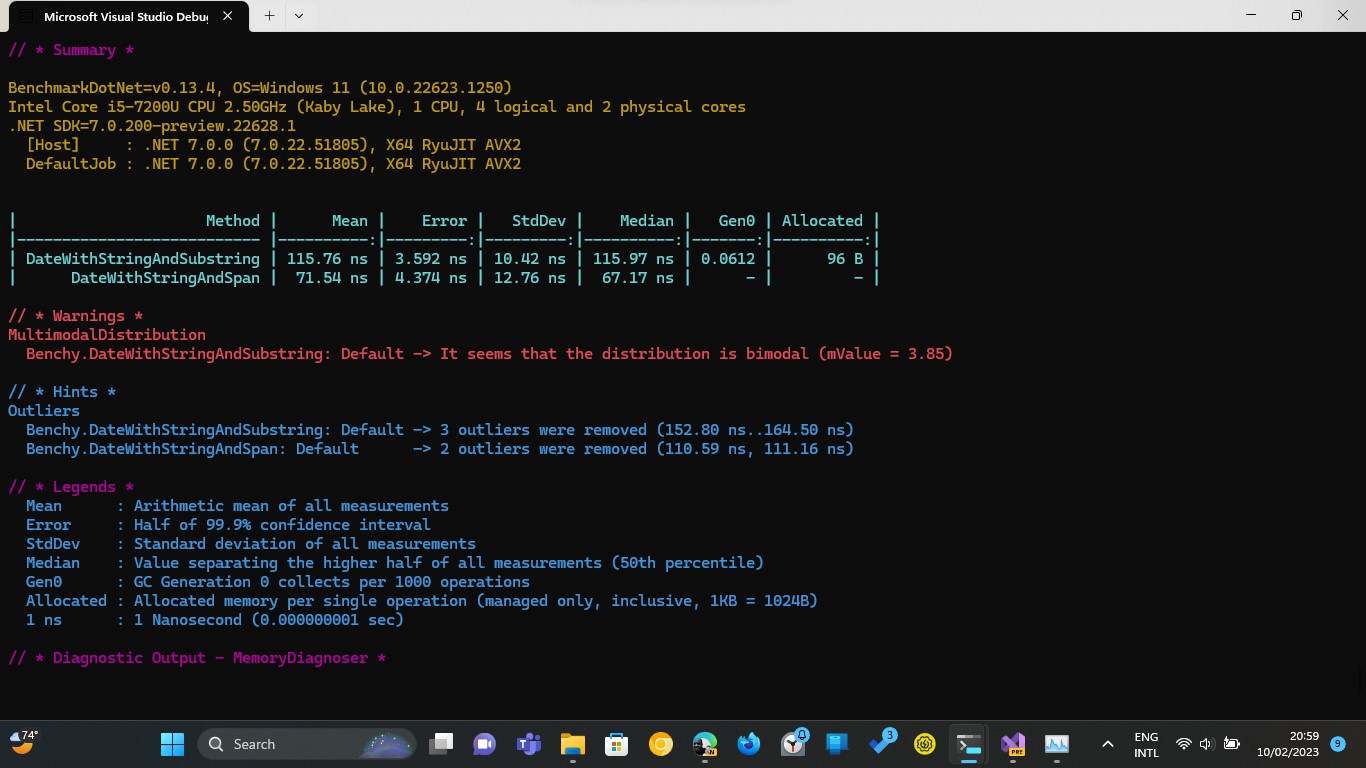 Microsoft Visual Studio Debug
// * Summary *
BenchmarkDotNet=v0.13.4, OS=Windows 11 (10.0.22623.1250)
Intel Core i5-7200U CPU 2.50GHz (Kaby Lake), 1 CPU, 4 logical and 2 physical cores
.NET SDK=7.0.200-preview.22628.1
  [Host]     : .NET 7.0.0 (7.0.22.51805), X64 RyuJIT AVX2
  DefaultJob : .NET 7.0.0 (7.0.22.51805), X64 RyuJIT AVX2
|                     Method |      Mean |    Error |   StdDev |    Median |   Gen0 | Allocated |
|--------------------------- |----------:|---------:|---------:|----------:|-------:|----------:|
| DateWithStringAndSubstring | 115.76 ns | 3.592 ns | 10.42 ns | 115.97 ns | 0.0612 |      96 B |
|      DateWithStringAndSpan |  71.54 ns | 4.374 ns | 12.76 ns |  67.17 ns |      - |         - |
// * Warnings *
MultimodalDistribution
  Benchy.DateWithStringAndSubstring: Default -> It seems that the distribution is bimodal (mValue = 3.85)
// * Hints *
Outliers
  Benchy.DateWithStringAndSubstring: Default -> 3 outliers were removed (152.80 ns..164.50 ns)
  Benchy.DateWithStringAndSpan: Default      -> 2 outliers were removed (110.59 ns, 111.16 ns)
// * Legends *
  Mean      : Arithmetic mean of all measurements
  Error     : Half of 99.9% confidence interval
  StdDev    : Standard deviation of all measurements
  Median    : Value separating the higher half of all measurements (50th percentile)
  Gen0      : GC Generation 0 collects per 1000 operations
  Allocated : Allocated memory per single operation (managed only, inclusive, 1KB = 1024B)
  1 ns      : 1 Nanosecond (0.000000001 sec)
// * Diagnostic Output - MemoryDiagnoser *
74°
Search
3
PRE
ENG
INTL
20:59
10/02/2023
9